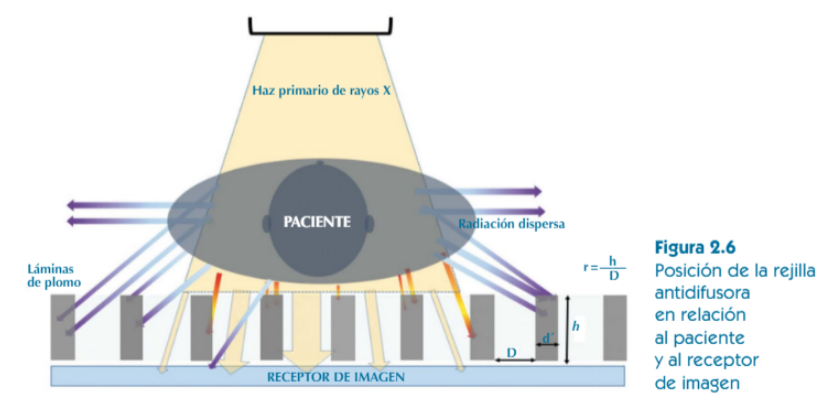 Haz primario de rayos X
PACIENTE
Radiación dispersa
Láminas
de plomo
r = h
D
h
d´
D
RECEPTOR DE IMAGEN
Figura 2.6
Posición de la rejilla
antidifusora
en relación
al paciente
y al receptor
de imagen